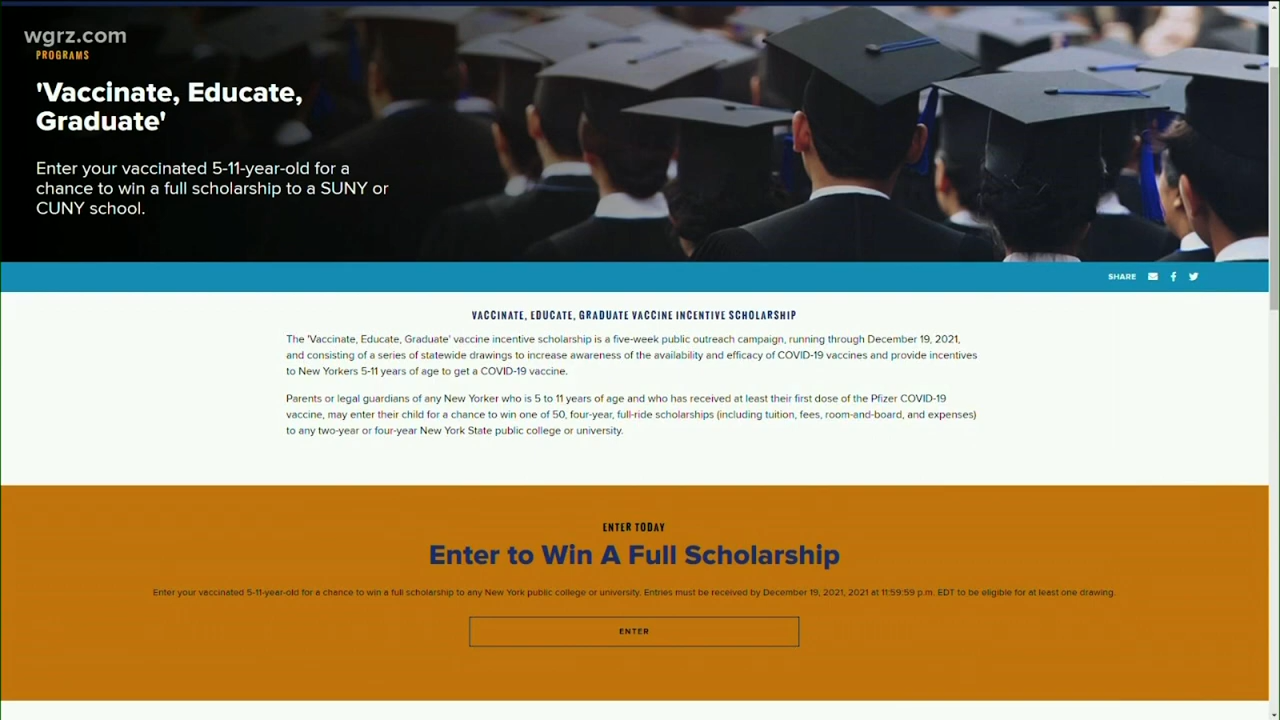 wgrz.com
PROGRAMS
'Vaccinate, Educate,
Graduate'
Enter your vaccinated 5-11-year-old for a
chance to win a full scholarship to a SUNY or
CUNY school.
SHARE
VACCINATE, EDUCATE, GRADUATE VACCINE INCENTIVE SCHOLARSHIP
The 'Vaccinate, Educate, Graduate' vaccine incentive scholarship is a five-week public outreach campaign, running through December 19, 2021,
and consisting of a series of statewide drawings to increase awareness of the availability and efficacy of COVID-19 vaccines and provide incentives
to New Yorkers 5-11 years of age to get a COVID-19 vaccine.
Parents or legal guardians of any New Yorker who is 5 to 11 years of age and who has received at least their first dose of the Pfizer COVID-19
vaccine, may enter their child for a chance to win one of 50, four-year, full-ride scholarships (including tuition, fees, room-and-board, and expenses)
to any two-year or four-year New York State public college or university.
ENTER TODAY
Enter to Win A Full Scholarship
Enter your vaccinated 5-11-year-old for a chance to win a full scholarship to any New York public college or university. Entries must be received by December 19, 2021, 2021 at 11:59:59 p.m. EDT to be eligible for at least one drawing.
ENTER